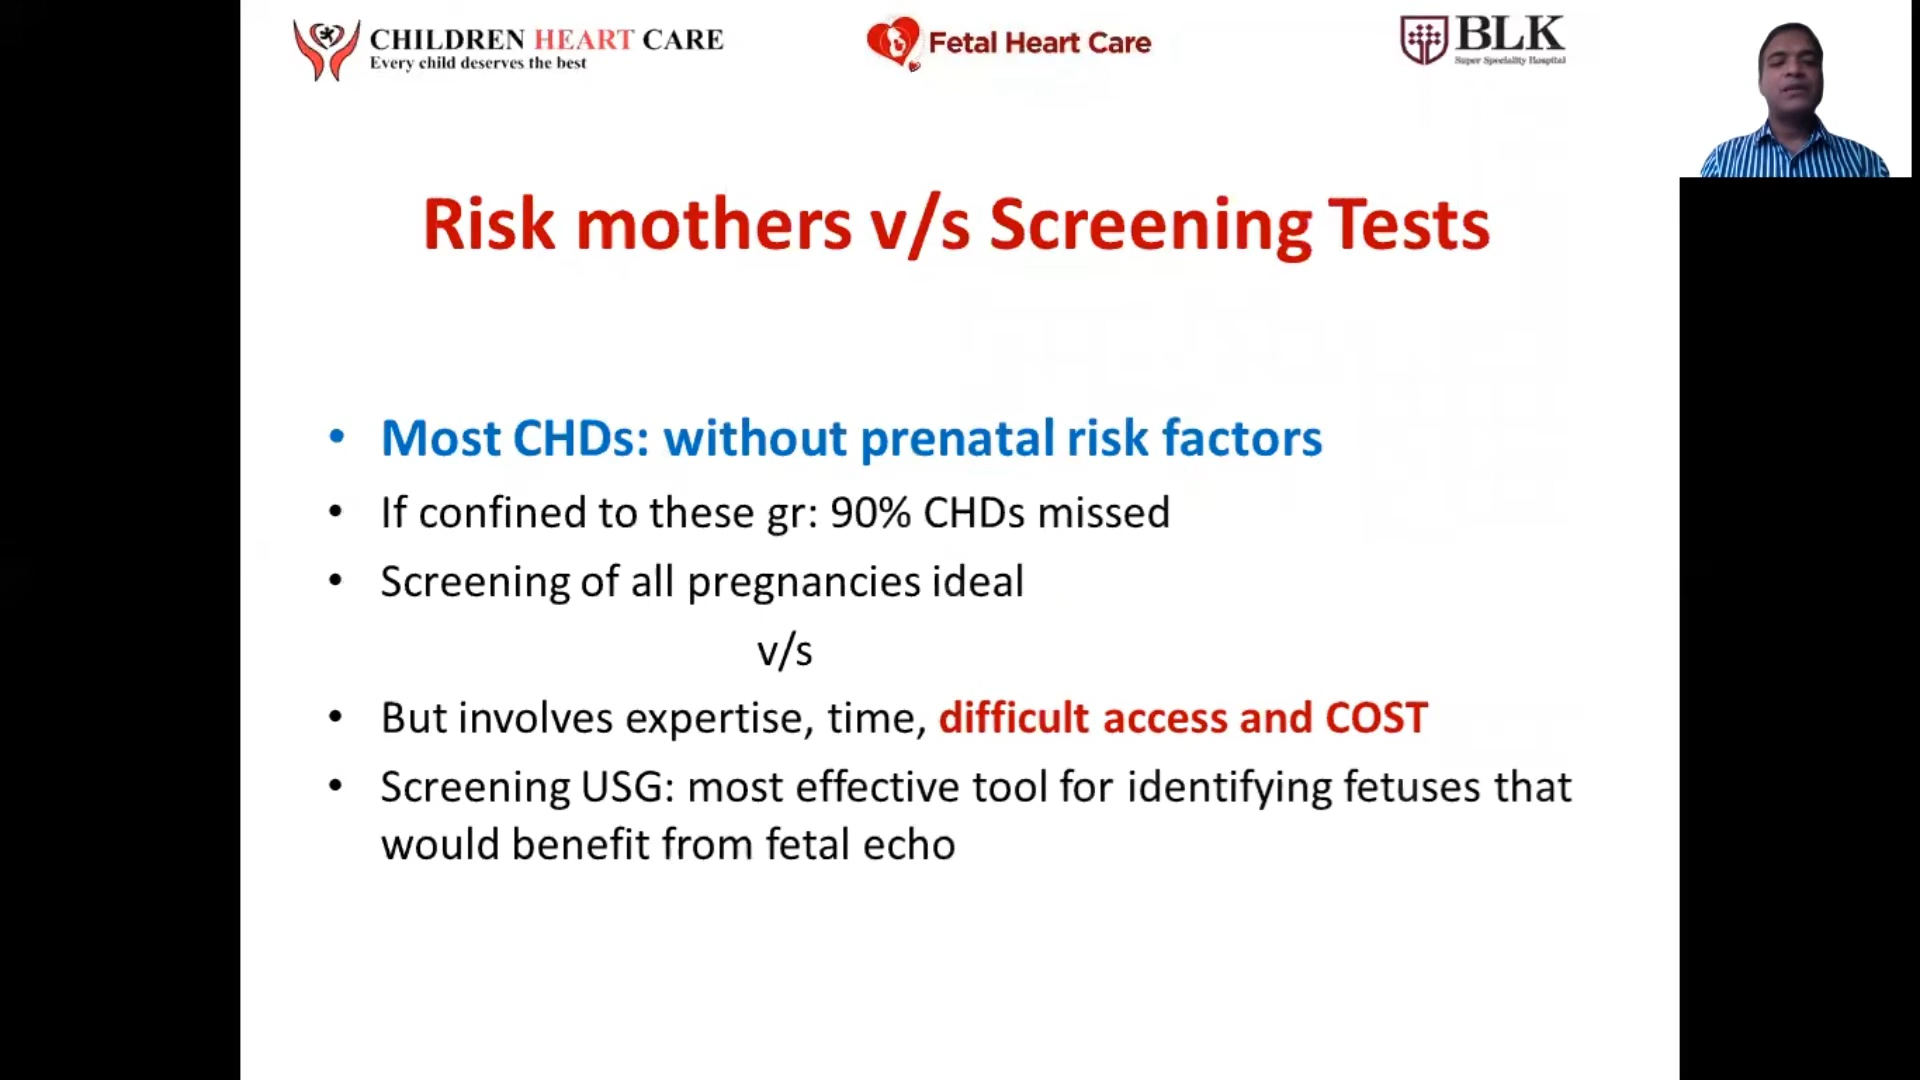 CHILDREN HEART CARE
Every child deserves the best
Fetal Heart Care
BLK
Super Speciality Hospital
Risk mothers v/s Screening Tests
• Most CHDs: without prenatal risk factors
• If confined to these gr: 90% CHDs missed
• Screening of all pregnancies ideal
v/s
• But involves expertise, time, difficult access and COST
• Screening USG: most effective tool for identifying fetuses that
would benefit from fetal echo